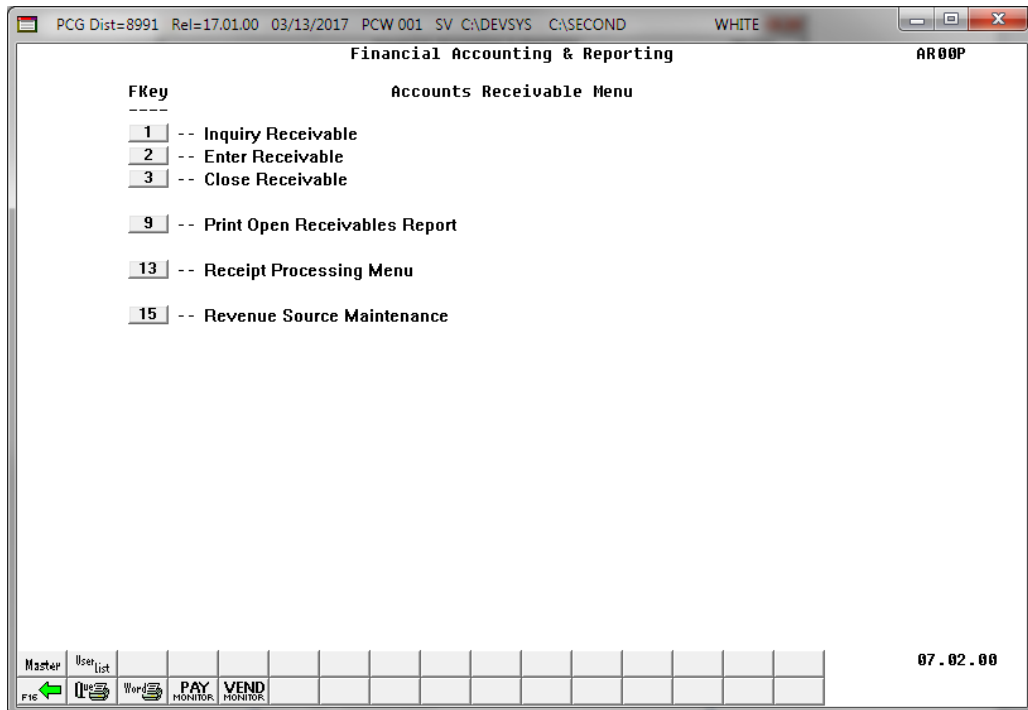 PCG Dist=8991 Rel=17.01.00 03/13/2017 PCW 001 SV C:\DEVSYS C:\SECOND WHITE
Financial Accounting & Reporting AR00P
FKey Accounts Receivable Menu
----
1 -- Inquiry Receivable
2 -- Enter Receivable
3 -- Close Receivable
9 -- Print Open Receivables Report
13 -- Receipt Processing Menu
15 -- Revenue Source Maintenance
Master User List 07.02.00
F16 Que Word PAY MONITOR VEND MONITOR